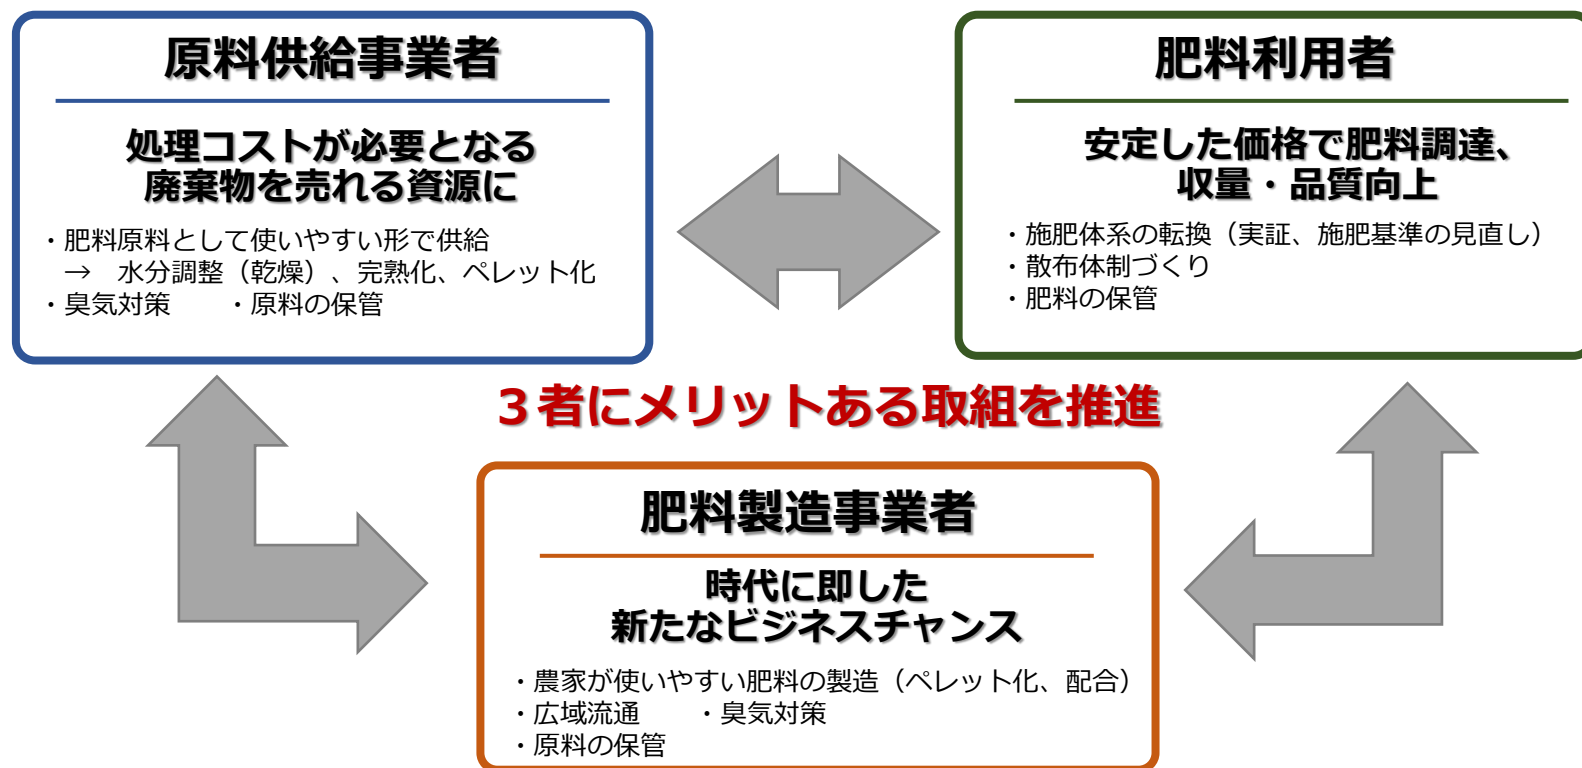 原料供給事業者
処理コストが必要となる
廃棄物を売れる資源に
・肥料原料として使いやすい形で供給
→　水分調整（乾燥）、完熟化、ペレット化
・臭気対策　　・原料の保管
肥料利用者
安定した価格で肥料調達、
収量・品質向上
・施肥体系の転換（実証、施肥基準の見直し）
・散布体制づくり
・肥料の保管
３者にメリットある取組を推進
肥料製造事業者
時代に即した
新たなビジネスチャンス
・農家が使いやすい肥料の製造（ペレット化、配合）
・広域流通　　・臭気対策
・原料の保管